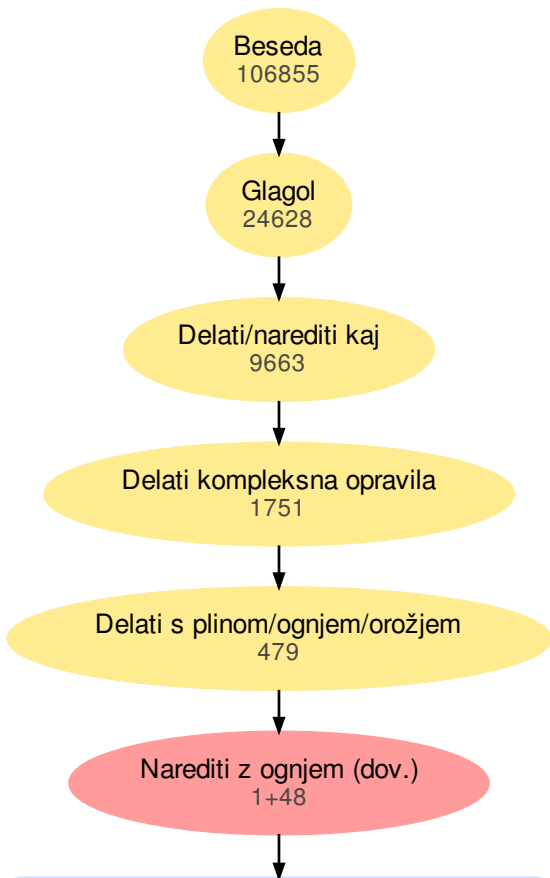 Beseda
106855
Glagol
24628
Delati/narediti kaj
9663
Delati kompleksna opravila
1751
Delati s plinom/ognjem/orožjem
479
Narediti z ognjem (dov.)
1+48